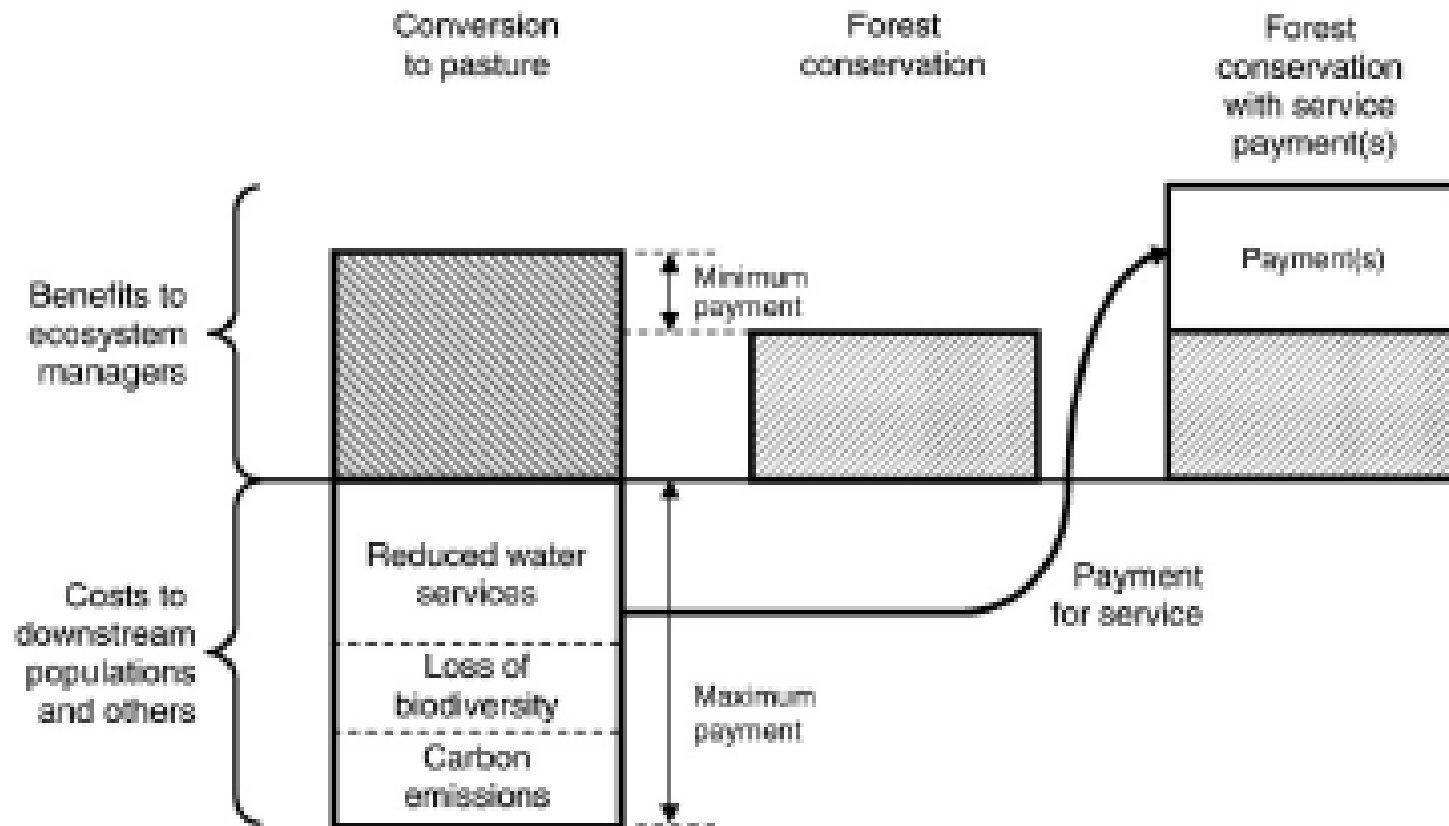 Conversion
to pasture
Forest
conservation
Forest
conservation
with service
payment(s)
Benefits to
ecosystem
managers
Minimum
payment
Payment(s)
Costs to
downstream
populations
and others
Reduced water
services
Loss of
biodiversity
Carbon
emissions
Maximum
payment
Payment
for service